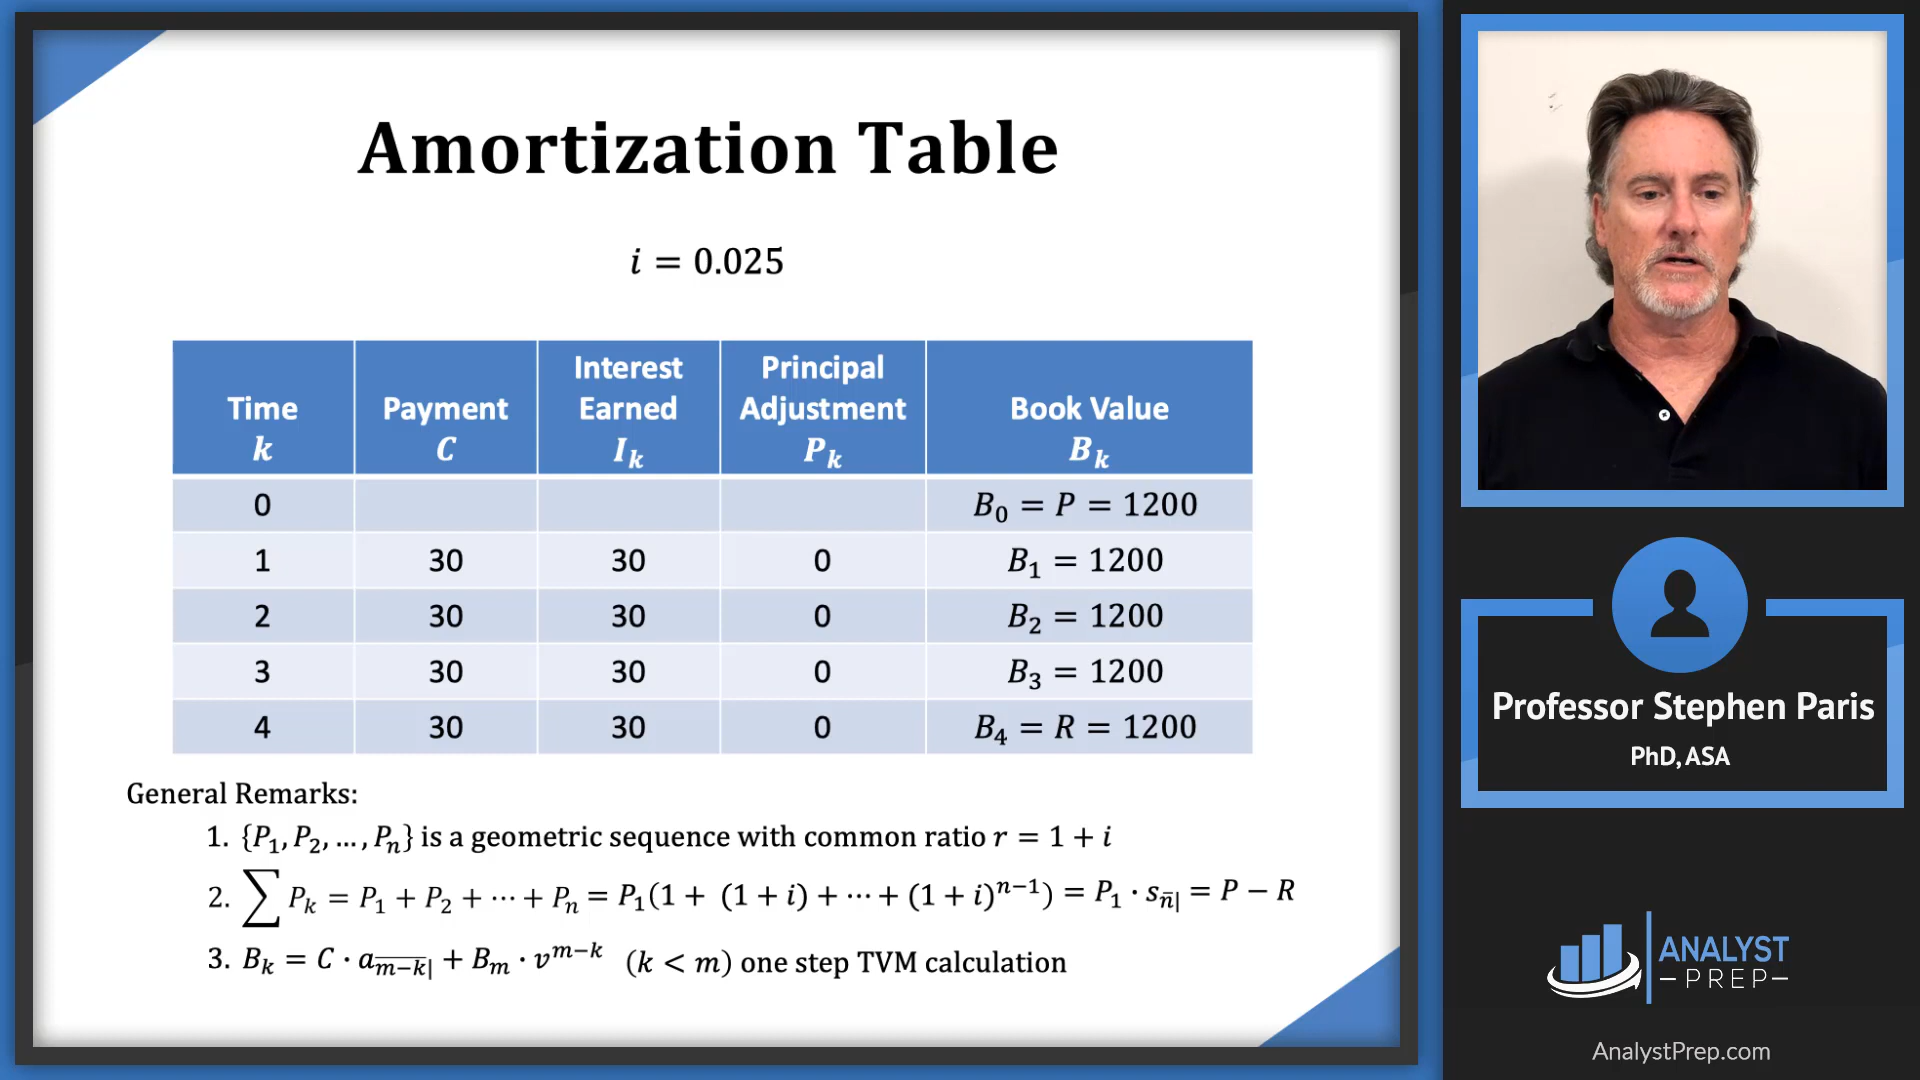 Amortization Table
i = 0.025
Time k	Payment C	Interest Earned I_k	Principal Adjustment P_k	Book Value B_k
0				B_0 = P = 1200
1	30	30	0	B_1 = 1200
2	30	30	0	B_2 = 1200
3	30	30	0	B_3 = 1200
4	30	30	0	B_4 = R = 1200
General Remarks:
1. {P_1, P_2, …, P_n} is a geometric sequence with common ratio r = 1 + i
2. ∑ P_k = P_1 + P_2 + ⋯ + P_n = P_1(1 + (1 + i) + ⋯ + (1 + i)^{n−1}) = P_1 · s_{n̅|} = P − R
3. B_k = C · a_{\overline{m−k}|} + B_m · v^{m−k} (k < m) one step TVM calculation
Professor Stephen Paris
PhD, ASA
ANALYST
– PREP –
AnalystPrep.com